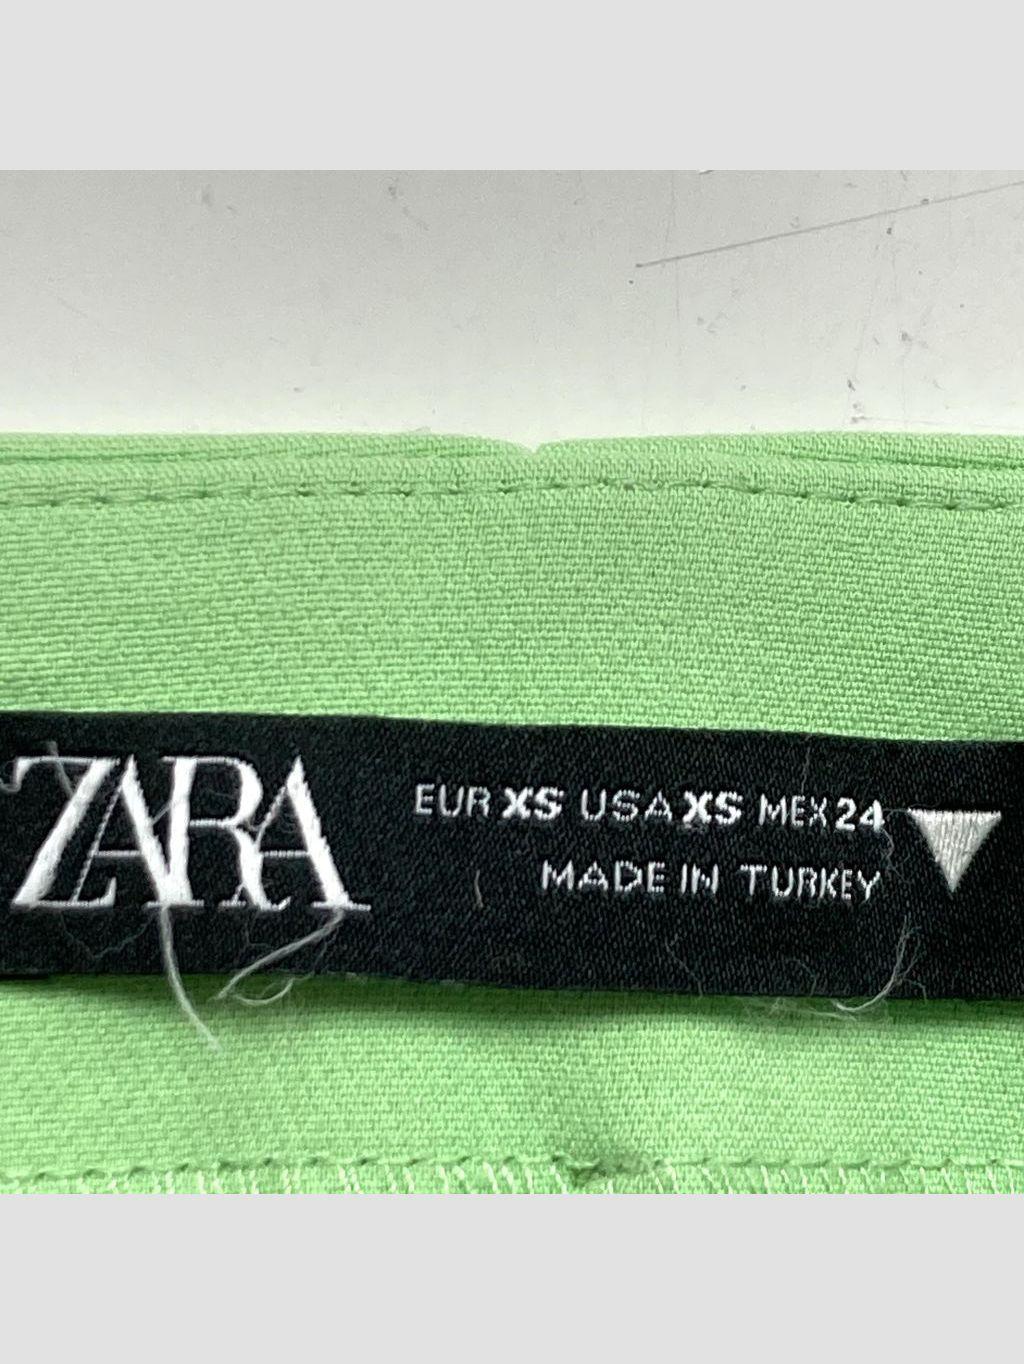 ZARA
EUR XS USA XS MEX 24
MADE IN TURKEY